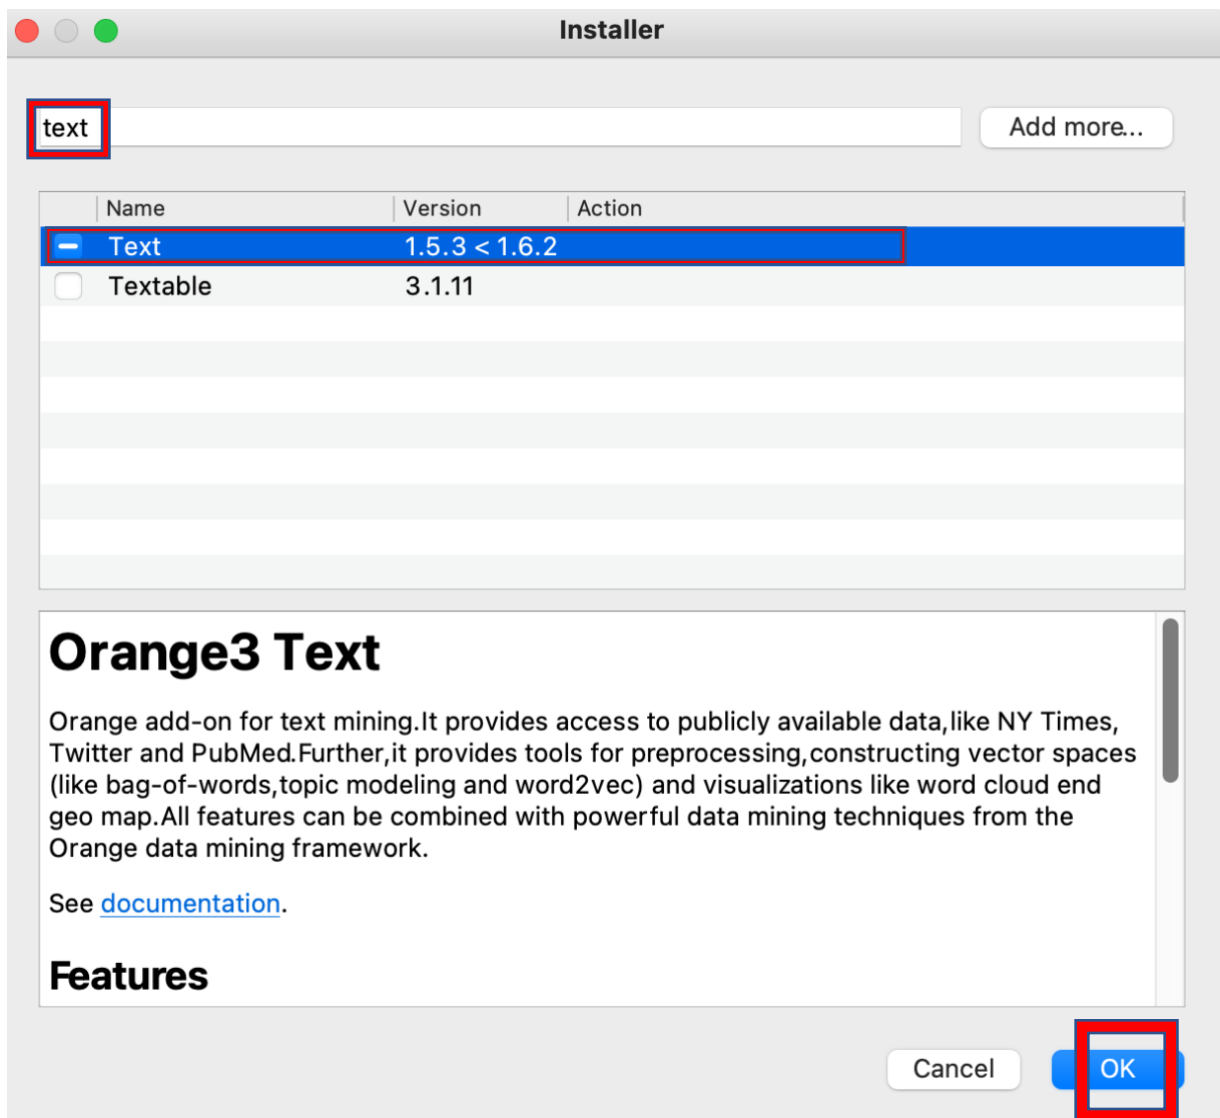 Installer
text
Add more...
Name Version Action
Text 1.5.3 < 1.6.2
Textable 3.1.11
Orange3 Text
Orange add-on for text mining.It provides access to publicly available data,like NY Times,
Twitter and PubMed.Further,it provides tools for preprocessing,constructing vector spaces
(like bag-of-words,topic modeling and word2vec) and visualizations like word cloud end
geo map.All features can be combined with powerful data mining techniques from the
Orange data mining framework.
See documentation.
Features
Cancel OK